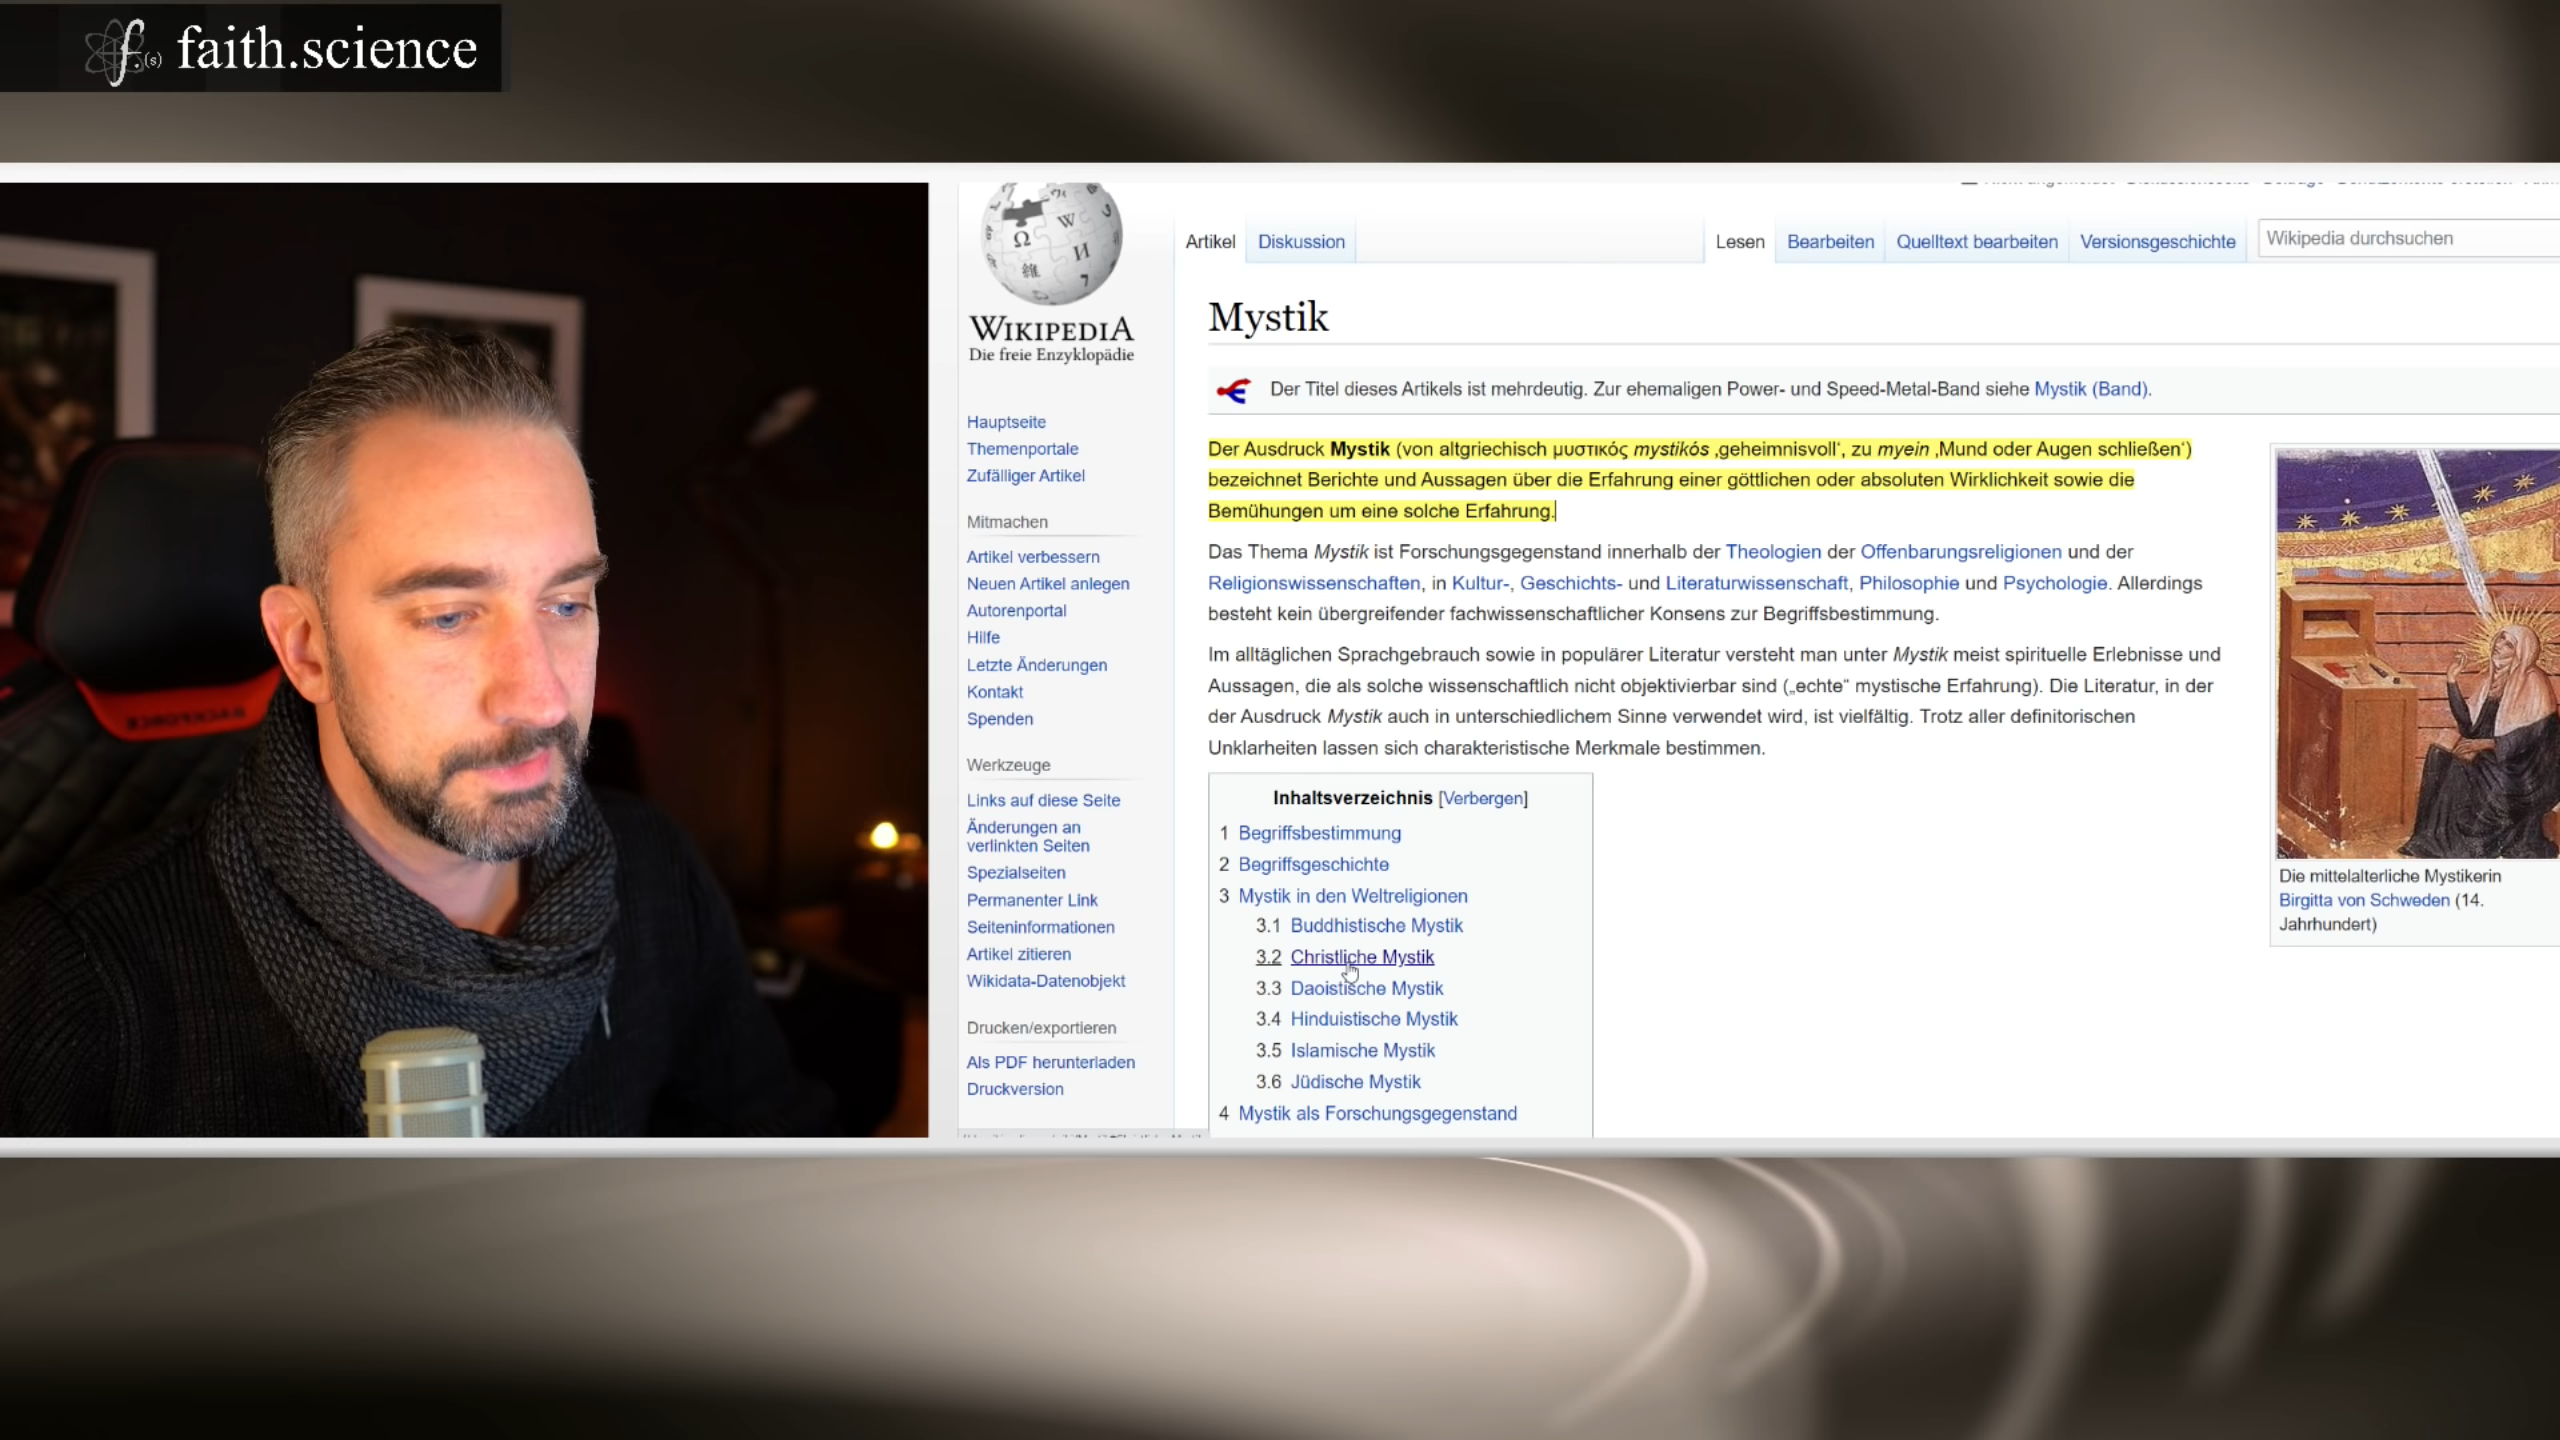 f.(s) faith.science
WIKIPEDIA
Die freie Enzyklopädie
Hauptseite
Themenportale
Zufälliger Artikel
Mitmachen
Artikel verbessern
Neuen Artikel anlegen
Autorenportal
Hilfe
Letzte Änderungen
Kontakt
Spenden
Werkzeuge
Links auf diese Seite
Änderungen an
verlinkten Seiten
Spezialseiten
Permanenter Link
Seiteninformationen
Artikel zitieren
Wikidata-Datenobjekt
Drucken/exportieren
Als PDF herunterladen
Druckversion
Artikel Diskussion Lesen Bearbeiten Quelltext bearbeiten Versionsgeschichte Wikipedia durchsuchen
Mystik
Der Titel dieses Artikels ist mehrdeutig. Zur ehemaligen Power- und Speed-Metal-Band siehe Mystik (Band).
Der Ausdruck Mystik (von altgriechisch μυστικός mystikós ‚geheimnisvoll‘, zu myein ‚Mund oder Augen schließen‘)
bezeichnet Berichte und Aussagen über die Erfahrung einer göttlichen oder absoluten Wirklichkeit sowie die
Bemühungen um eine solche Erfahrung.
Das Thema Mystik ist Forschungsgegenstand innerhalb der Theologien der Offenbarungsreligionen und der
Religionswissenschaften, in Kultur-, Geschichts- und Literaturwissenschaft, Philosophie und Psychologie. Allerdings
besteht kein übergreifender fachwissenschaftlicher Konsens zur Begriffsbestimmung.
Im alltäglichen Sprachgebrauch sowie in populärer Literatur versteht man unter Mystik meist spirituelle Erlebnisse und
Aussagen, die als solche wissenschaftlich nicht objektivierbar sind („echte“ mystische Erfahrung). Die Literatur, in der
der Ausdruck Mystik auch in unterschiedlichem Sinne verwendet wird, ist vielfältig. Trotz aller definitorischen
Unklarheiten lassen sich charakteristische Merkmale bestimmen.
Inhaltsverzeichnis [Verbergen]
1 Begriffsbestimmung
2 Begriffsgeschichte
3 Mystik in den Weltreligionen
3.1 Buddhistische Mystik
3.2 Christliche Mystik
3.3 Daoistische Mystik
3.4 Hinduistische Mystik
3.5 Islamische Mystik
3.6 Jüdische Mystik
4 Mystik als Forschungsgegenstand
Die mittelalterliche Mystikerin
Birgitta von Schweden (14.
Jahrhundert)